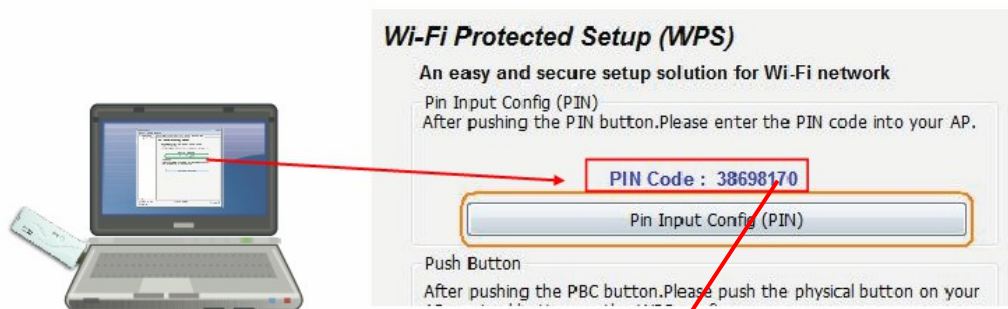 Wi-Fi Protected Setup (WPS)
An easy and secure setup solution for Wi-Fi network
Pin Input Config (PIN)
After pushing the PIN button.Please enter the PIN code into your AP.
PIN Code : 38698170
Pin Input Config (PIN)
Push Button
After pushing the PBC button.Please push the physical button on your